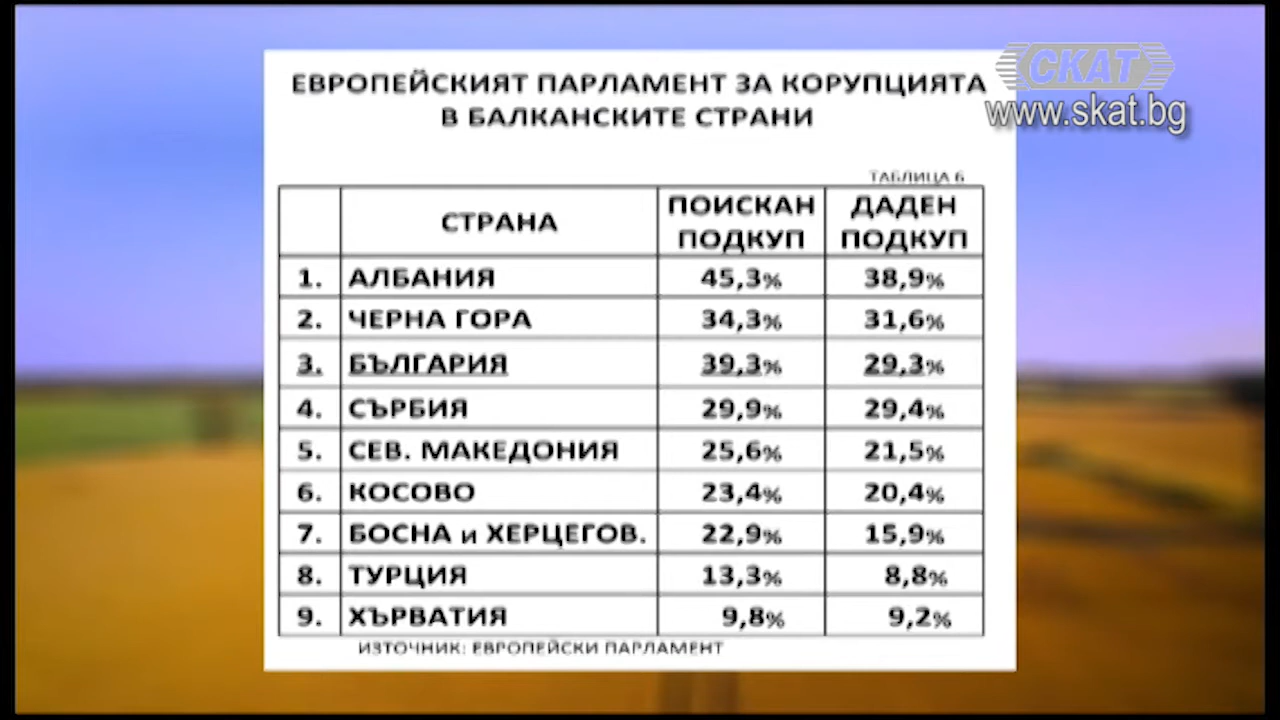 СКАТ
www.skat.bg
ЕВРОПЕЙСКИЯТ ПАРЛАМЕНТ ЗА КОРУПЦИЯТА
В БАЛКАНСКИТЕ СТРАНИ
ТАБЛИЦА 6
СТРАНА ПОИСКАН ПОДКУП ДАДЕН ПОДКУП
1. АЛБАНИЯ 45,3% 38,9%
2. ЧЕРНА ГОРА 34,3% 31,6%
3. БЪЛГАРИЯ 39,3% 29,3%
4. СЪРБИЯ 29,9% 29,4%
5. СЕВ. МАКЕДОНИЯ 25,6% 21,5%
6. КОСОВО 23,4% 20,4%
7. БОСНА и ХЕРЦЕГОВ. 22,9% 15,9%
8. ТУРЦИЯ 13,3% 8,8%
9. ХЪРВАТИЯ 9,8% 9,2%
ИЗТОЧНИК: ЕВРОПЕЙСКИ ПАРЛАМЕНТ